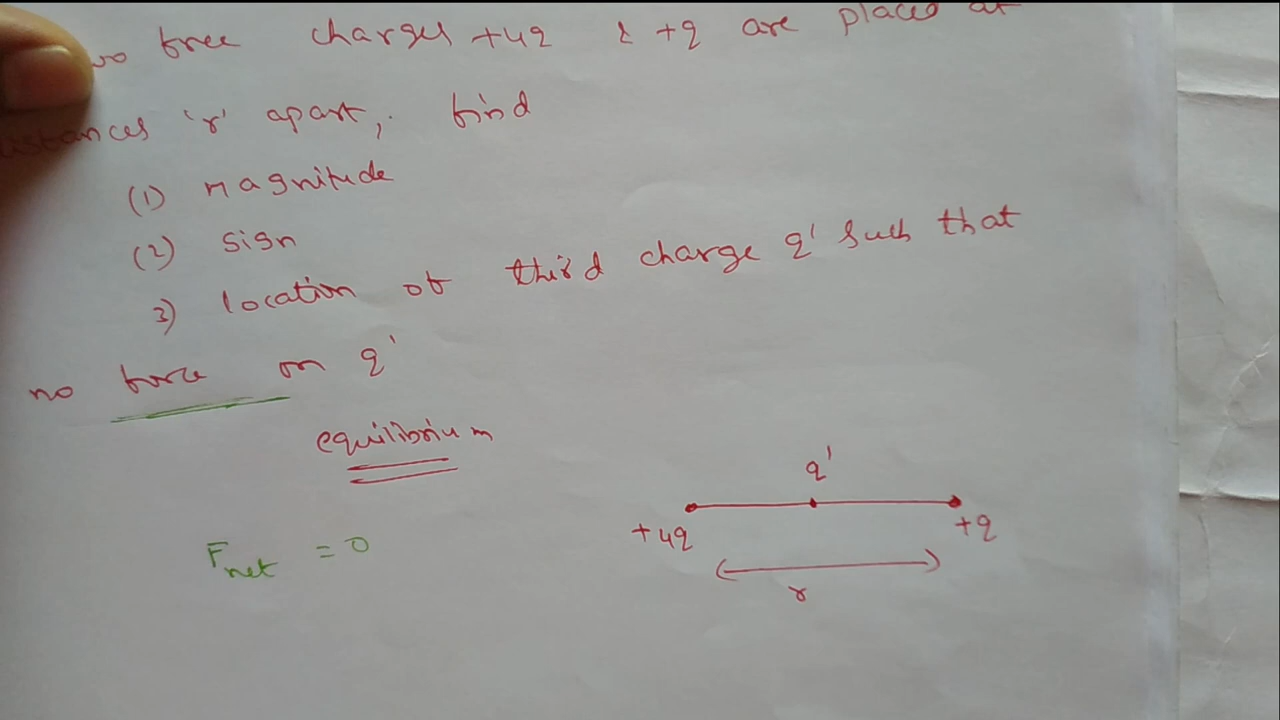 free charges +4q & +q are placed at
'r' apart, find
(1) Magnitude
(2) Sign
3) location of third charge q' such that
no force on q'
equilibrium
q'
+4q +q
F_net = 0
r